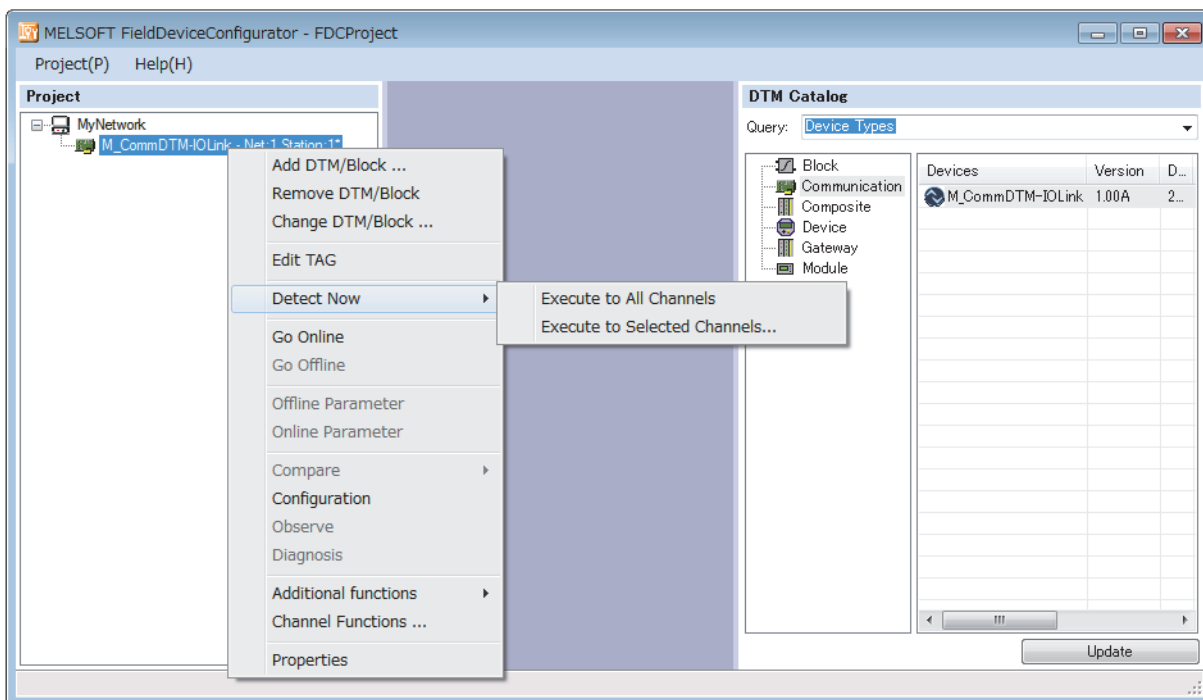 MELSOFT FieldDeviceConfigurator - FDCProject
Project(P) Help(H)
Project
MyNetwork
M_CommDTM-IOLink - Net:1 Station:1*
Add DTM/Block ...
Remove DTM/Block
Change DTM/Block ...
Edit TAG
Detect Now
Go Online
Go Offline
Offline Parameter
Online Parameter
Compare
Configuration
Observe
Diagnosis
Additional functions
Channel Functions ...
Properties
Execute to All Channels
Execute to Selected Channels...
DTM Catalog
Query: Device Types
Block
Communication
Composite
Device
Gateway
Module
Devices Version D...
M_CommDTM-IOLink 1.00A 2...
Update